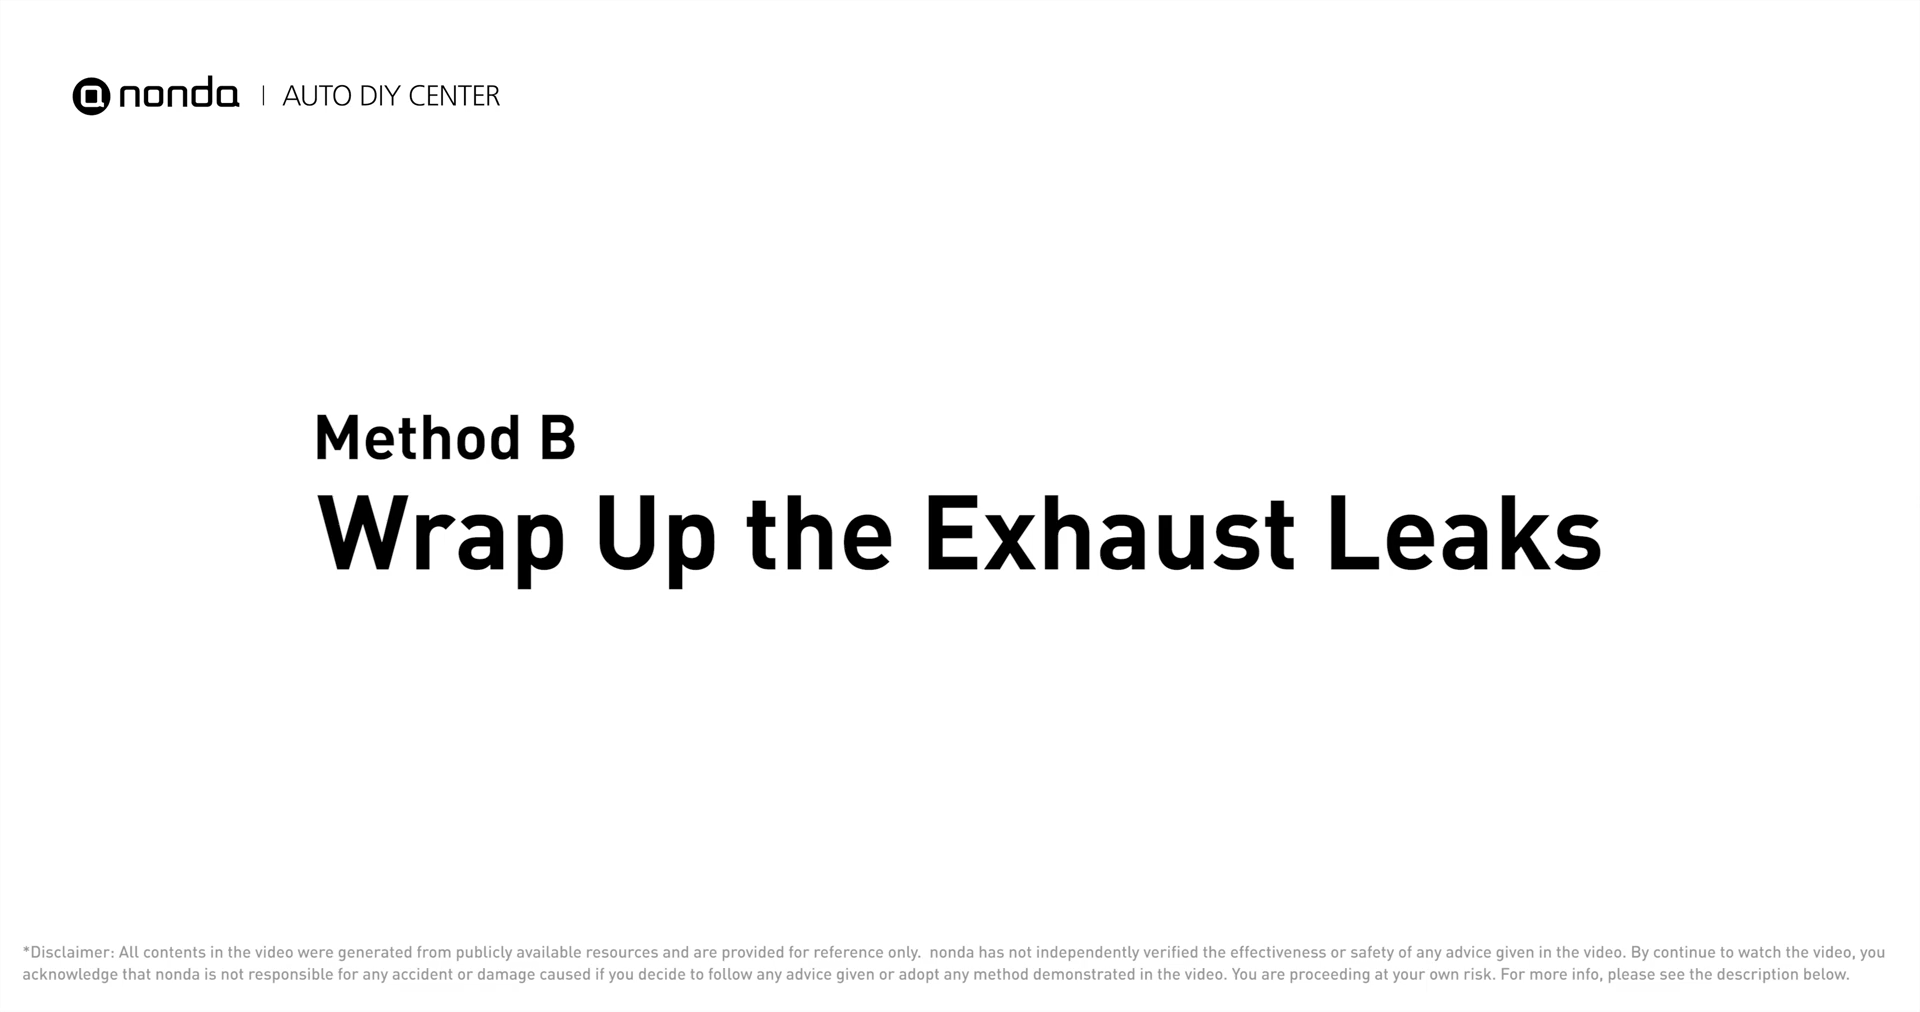 nonda | AUTO DIY CENTER
Method B
Wrap Up the Exhaust Leaks
*Disclaimer: All contents in the video were generated from publicly available resources and are provided for reference only. nonda has not independently verified the effectiveness or safety of any advice given in the video. By continue to watch the video, you
acknowledge that nonda is not responsible for any accident or damage caused if you decide to follow any advice given or adopt any method demonstrated in the video. You are proceeding at your own risk. For more info, please see the description below.